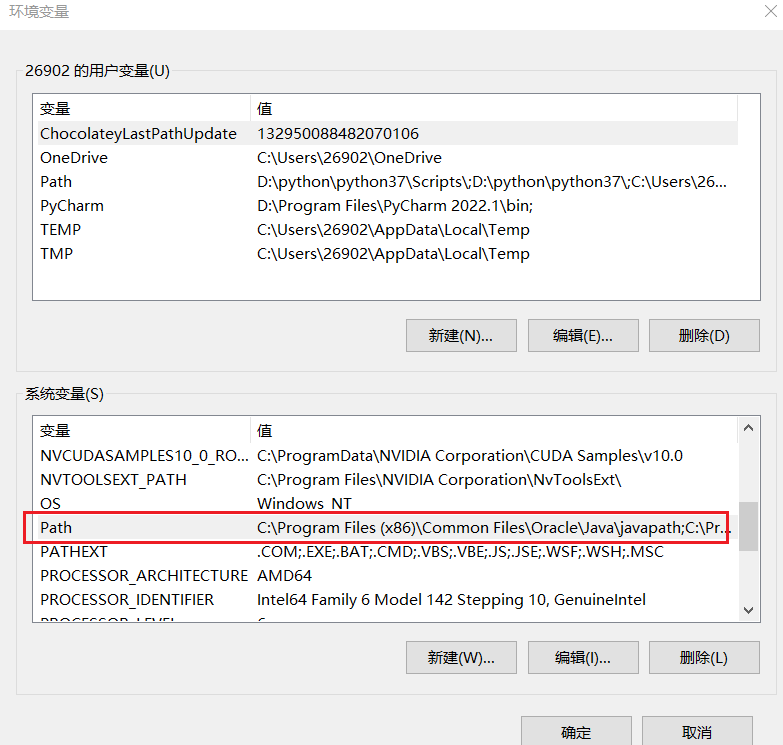 环境变量
26902 的用户变量(U)
变量 值
ChocolateyLastPathUpdate 132950088482070106
OneDrive C:\Users\26902\OneDrive
Path D:\python\python37\Scripts\;D:\python\python37\;C:\Users\26...
PyCharm D:\Program Files\PyCharm 2022.1\bin;
TEMP C:\Users\26902\AppData\Local\Temp
TMP C:\Users\26902\AppData\Local\Temp
新建(N)... 编辑(E)... 删除(D)
系统变量(S)
变量 值
NVCUDASAMPLES10_0_RO... C:\ProgramData\NVIDIA Corporation\CUDA Samples\v10.0
NVTOOLSEXT_PATH C:\Program Files\NVIDIA Corporation\NvToolsExt\
OS Windows_NT
Path C:\Program Files (x86)\Common Files\Oracle\Java\javapath;C:\Pr...
PATHEXT .COM;.EXE;.BAT;.CMD;.VBS;.VBE;.JS;.JSE;.WSF;.WSH;.MSC
PROCESSOR_ARCHITECTURE AMD64
PROCESSOR_IDENTIFIER Intel64 Family 6 Model 142 Stepping 10, GenuineIntel
PROCESSOR_LEVEL 6
新建(W)... 编辑(I)... 删除(L)
确定 取消